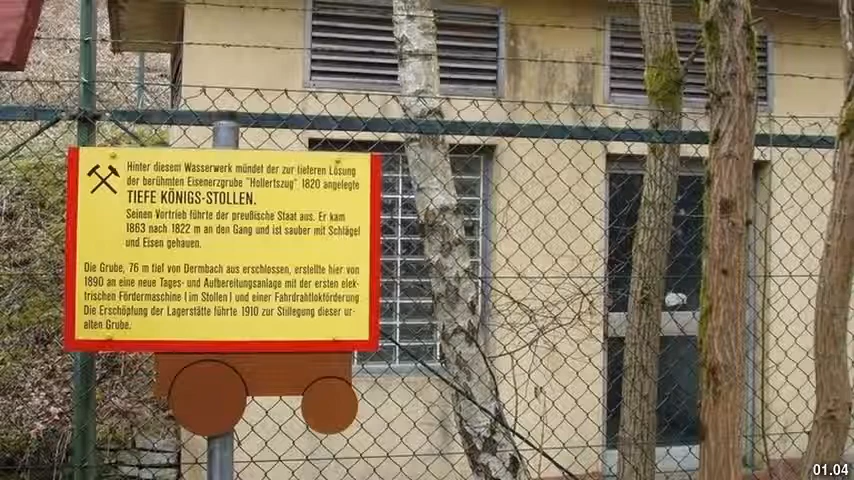 Hinter diesem Wasserwerk mündet der zur tieferen Lösung
der berühmten Eisenerzgrube "Hollertszug" 1820 angelegte
TIEFE KÖNIGS-STOLLEN.
Seinen Vortrieb führte der preußische Staat aus. Er kam
1863 nach 1822 m an den Gang und ist sauber mit Schlägel
und Eisen gehauen.
Die Grube, 76 m tief von Dermbach aus erschlossen, erstellte hier von
1890 an eine neue Tages- und Aufbereitungsanlage mit der ersten elek-
trischen Fördermaschine (im Stollen) und einer Fahrdrahtlokförderung.
Die Erschöpfung der Lagerstätte führte 1910 zur Stillegung dieser ur-
alten Grube.
01.04